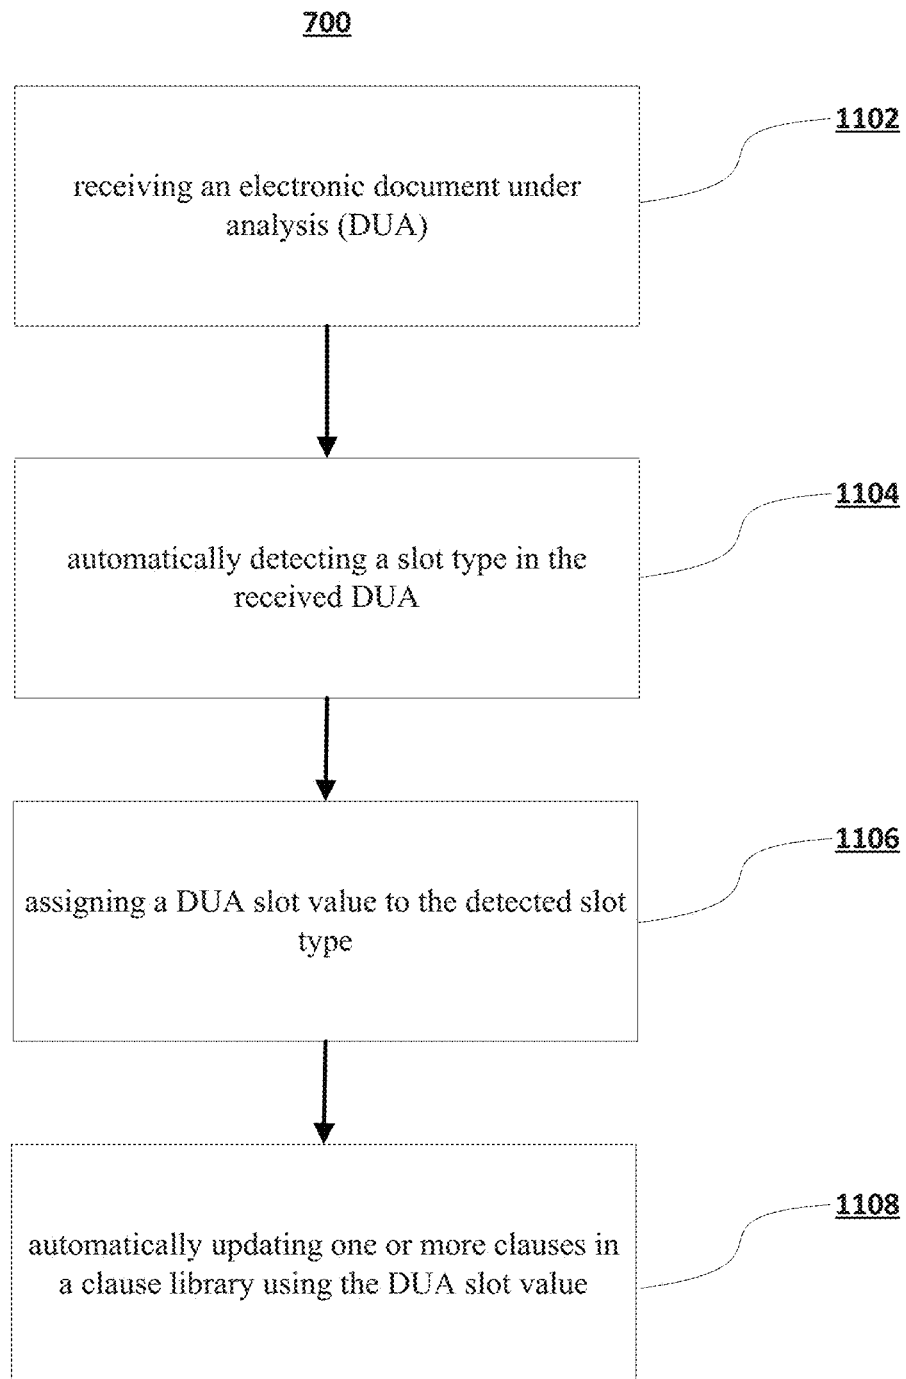 700
1102
receiving an electronic document under
analysis (DUA)
1104
automatically detecting a slot type in the
received DUA
1106
assigning a DUA slot value to the detected slot
type
1108
automatically updating one or more clauses in
a clause library using the DUA slot value